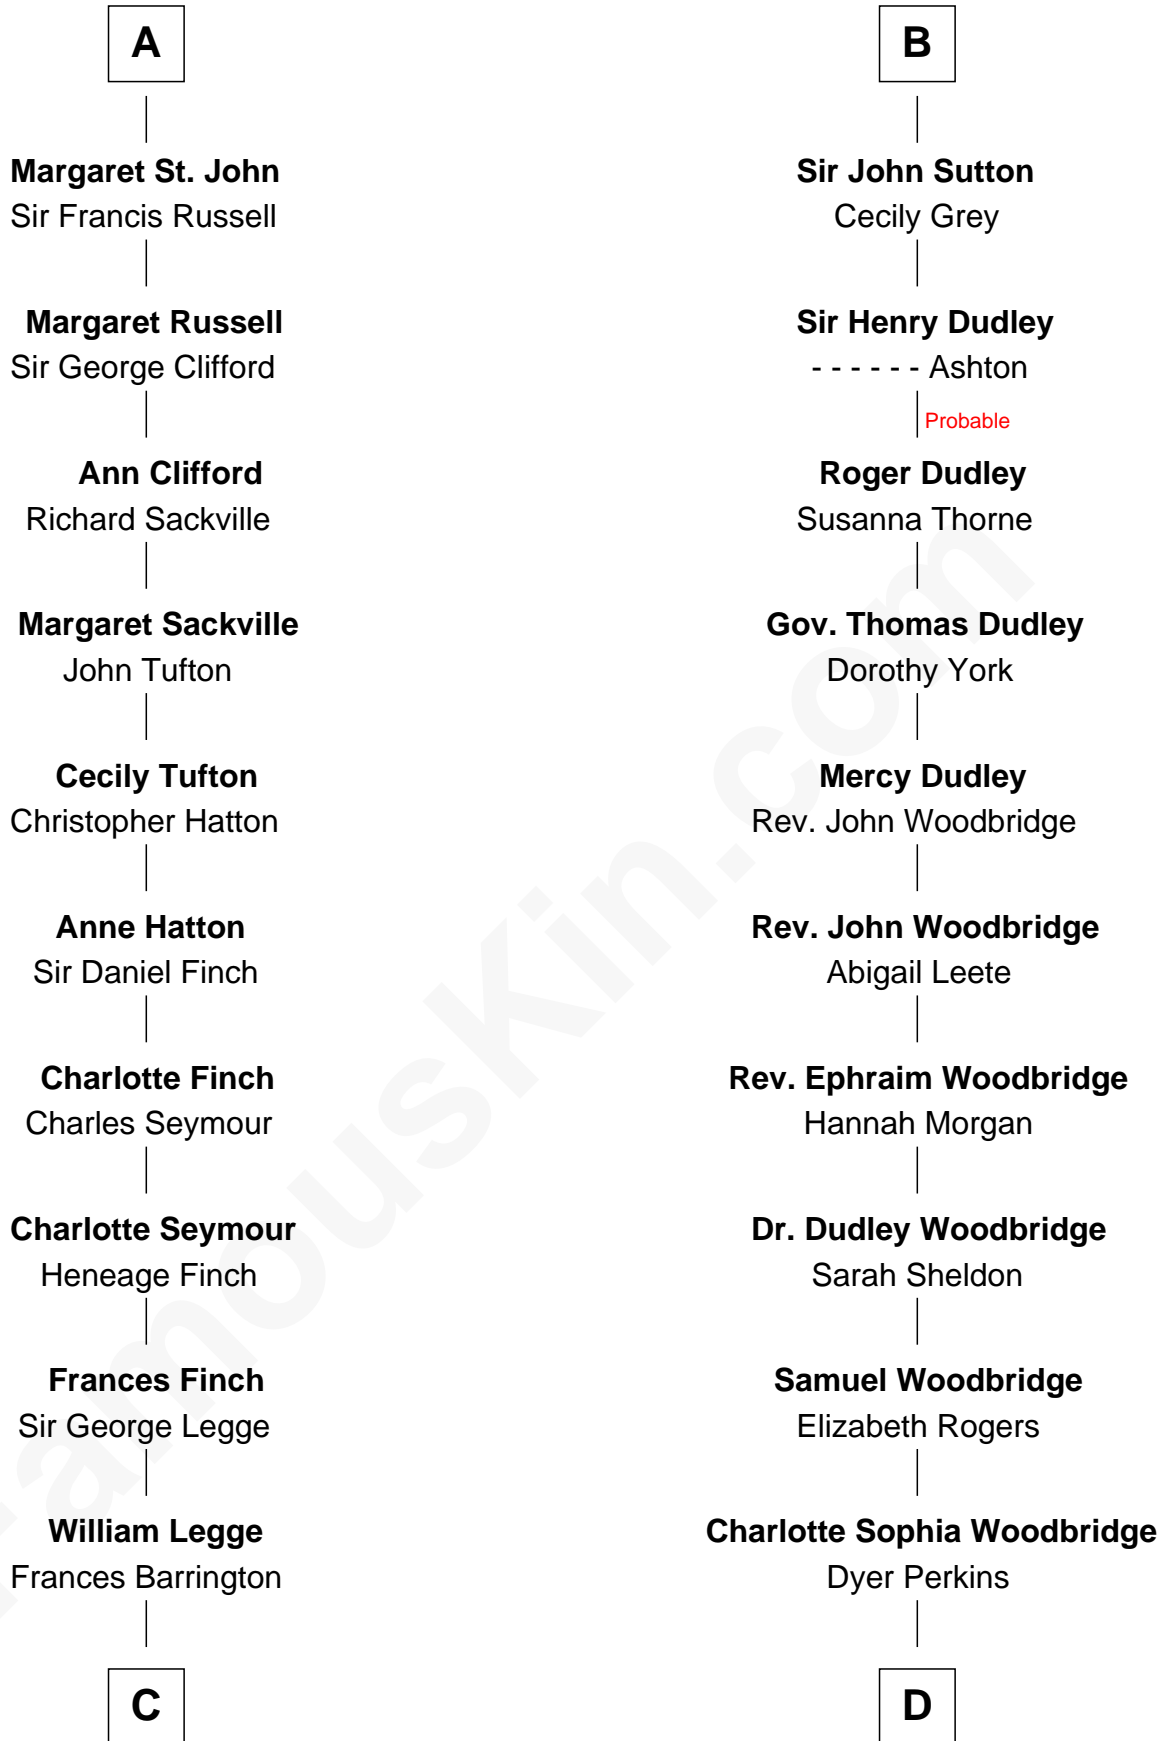 A
Margaret St. John
Sir Francis Russell
Margaret Russell
Sir George Clifford
Ann Clifford
Richard Sackville
Margaret Sackville
John Tufton
Cecily Tufton
Christopher Hatton
Anne Hatton
Sir Daniel Finch
Charlotte Finch
Charles Seymour
Charlotte Seymour
Heneage Finch
Frances Finch
Sir George Legge
William Legge
Frances Barrington
C
B
Sir John Sutton
Cecily Grey
Sir Henry Dudley
- - - - - - Ashton
Probable
Roger Dudley
Susanna Thorne
Gov. Thomas Dudley
Dorothy York
Mercy Dudley
Rev. John Woodbridge
Rev. John Woodbridge
Abigail Leete
Rev. Ephraim Woodbridge
Hannah Morgan
Dr. Dudley Woodbridge
Sarah Sheldon
Samuel Woodbridge
Elizabeth Rogers
Charlotte Sophia Woodbridge
Dyer Perkins
D
FamousKin.com